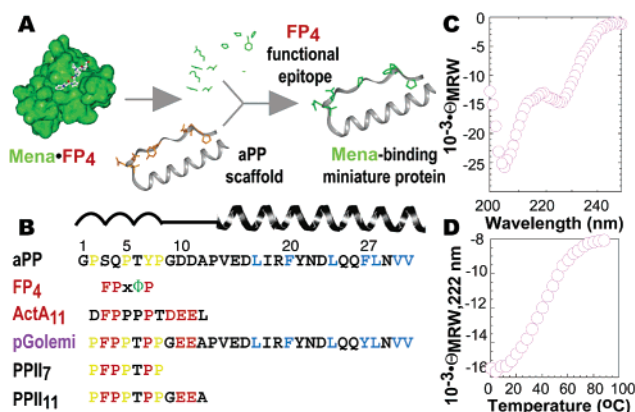 A
FP4
functional
epitope
Mena•FP4
aPP
scaffold
Mena-binding
miniature protein
B
1 5 10 20 27
aPP GPSQPTYPGDDAPVEDLIRFYNDLQQFLNVV
FP4 FPxΦP
ActA11 DFPPPPTDEEL
pGolemi PFPPTPPGEEAPVEDLIRFYNDLQQYLNVV
PPII7 PFPPTPP
PPII11 PFPPTPPGEEA
C
10-3•ΘMRW
0
-5
-10
-15
-20
-25
200 220 240
Wavelength (nm)
D
10-3•ΘMRW,222 nm
-8
-10
-12
-14
-16
0 20 40 60 80 100
Temperature (oC)